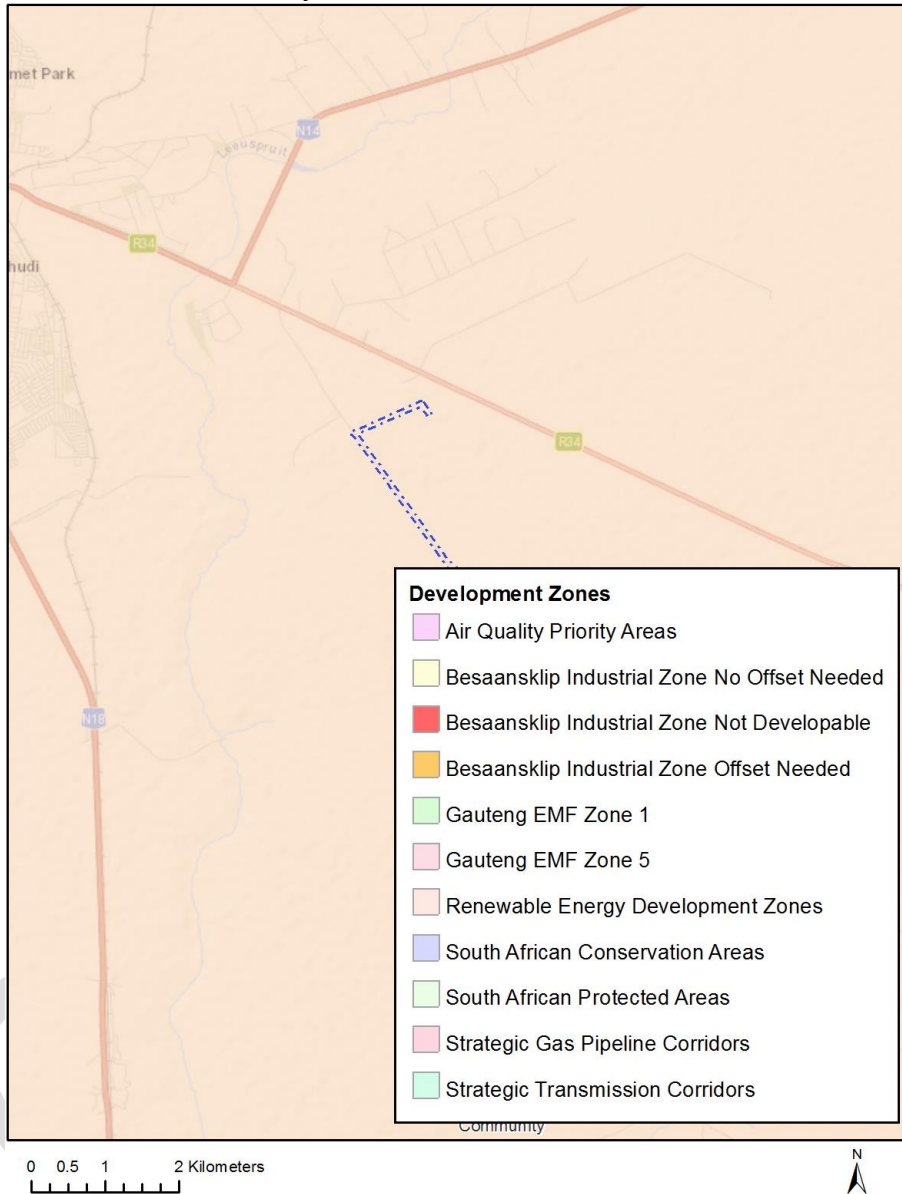 met Park
N14
Leeuspruit
R34
hudi
R34
N18
Development Zones
Air Quality Priority Areas
Besaansklip Industrial Zone No Offset Needed
Besaansklip Industrial Zone Not Developable
Besaansklip Industrial Zone Offset Needed
Gauteng EMF Zone 1
Gauteng EMF Zone 5
Renewable Energy Development Zones
South African Conservation Areas
South African Protected Areas
Strategic Gas Pipeline Corridors
Strategic Transmission Corridors
Community
0 0.5 1 2 Kilometers
N